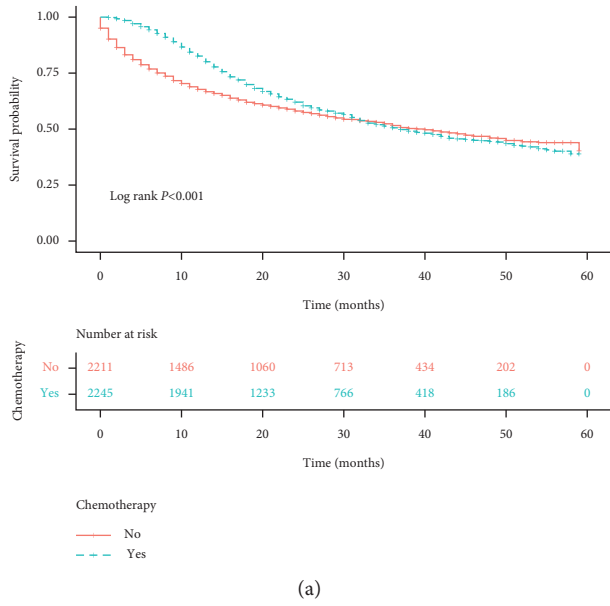 1.00
0.75
0.50
0.25
0.00
Survival probability
Log rank P<0.001
0 10 20 30 40 50 60
Time (months)
Number at risk
Chemotherapy
No 2211 1486 1060 713 434 202 0
Yes 2245 1941 1233 766 418 186 0
0 10 20 30 40 50 60
Time (months)
Chemotherapy
No
Yes
(a)